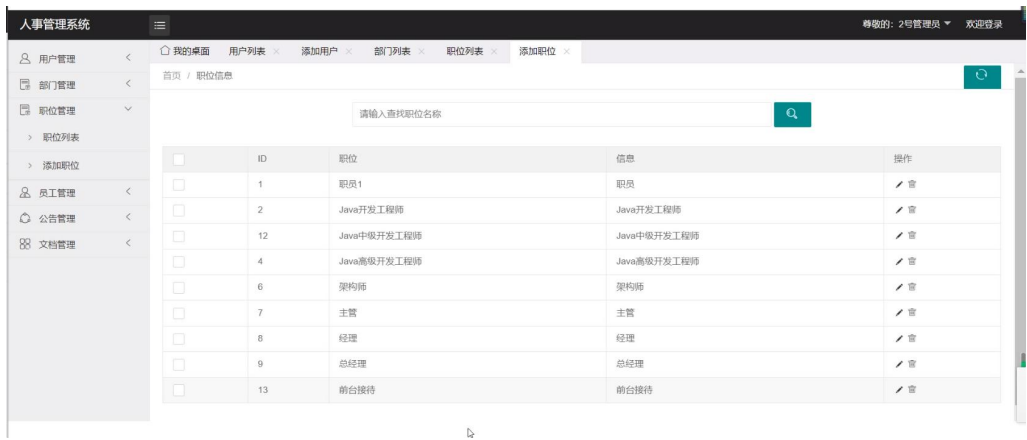 人事管理系统 尊敬的：2号管理员 欢迎登录
我的桌面 用户列表 添加用户 部门列表 职位列表 添加职位
用户管理
部门管理
职位管理
职位列表
添加职位
员工管理
公告管理
文档管理
首页 / 职位信息
请输入查找职位名称
ID 职位 信息 操作
1 职员1 职员
2 Java开发工程师 Java开发工程师
12 Java中级开发工程师 Java中级开发工程师
4 Java高级开发工程师 Java高级开发工程师
6 架构师 架构师
7 主管 主管
8 经理 经理
9 总经理 总经理
13 前台接待 前台接待